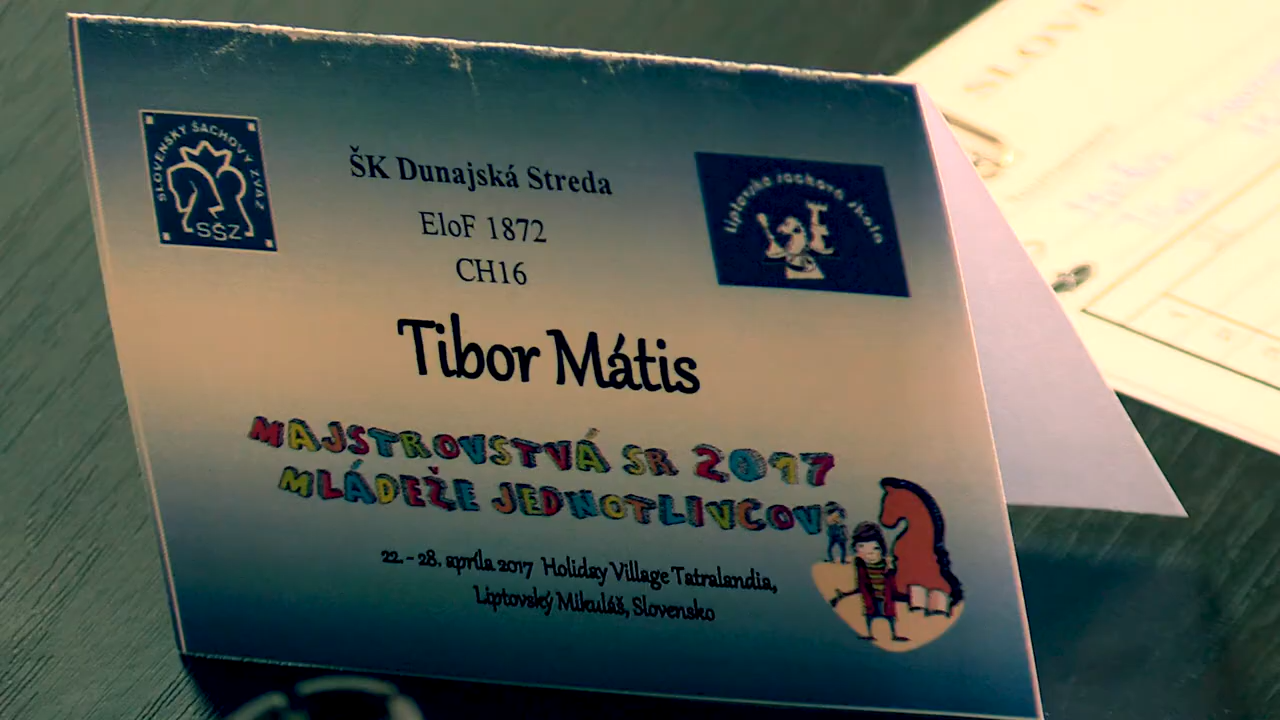 SLOVENSKÝ ŠACHOVÝ ZVÄZ
SŠZ
ŠK Dunajská Streda
EloF 1872
CH16
Liptovská šachová škola
Tibor Mátis
MAJSTROVSTVÁ SR 2017
MLÁDEŽE JEDNOTLIVCOV
22. - 28. apríla 2017 Holiday Village Tatralandia,
Liptovský Mikuláš, Slovensko